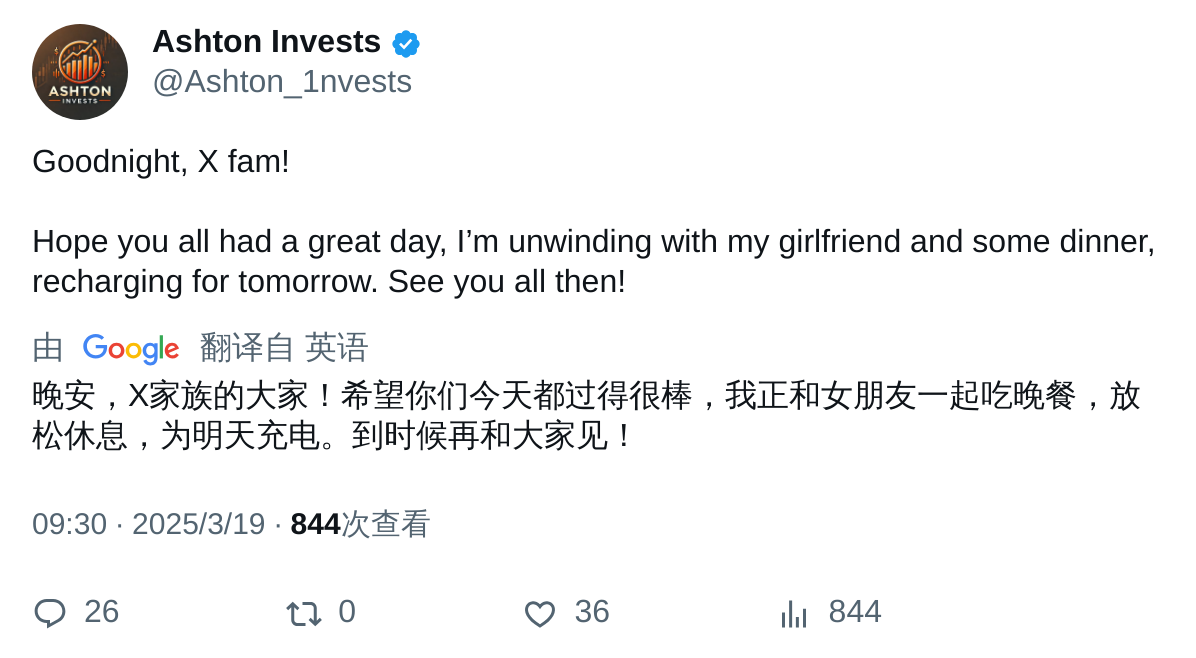 ASHTON
INVESTS
Ashton Invests
@Ashton_1nvests
Goodnight, X fam!
Hope you all had a great day, I’m unwinding with my girlfriend and some dinner,
recharging for tomorrow. See you all then!
由 Google 翻译自 英语
晚安，X家族的大家！希望你们今天都过得很棒，我正和女朋友一起吃晚餐，放
松休息，为明天充电。到时候再和大家见！
09:30 · 2025/3/19 · 844次查看
26 0 36 844